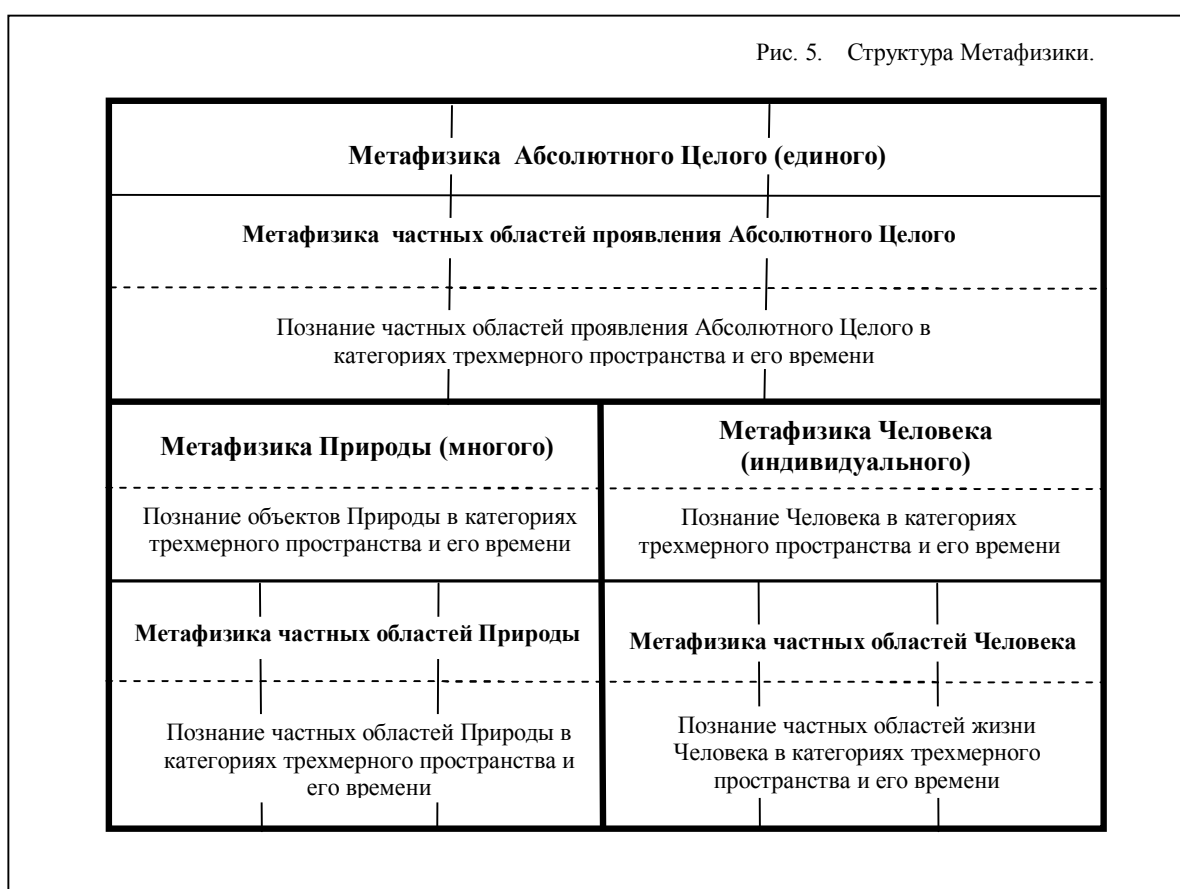 Рис. 5. Структура Метафизики.
Метафизика Абсолютного Целого (единого)
Метафизика частных областей проявления Абсолютного Целого
Познание частных областей проявления Абсолютного Целого в
категориях трехмерного пространства и его времени
Метафизика Природы (многого)
Познание объектов Природы в категориях
трехмерного пространства и его времени
Метафизика Человека
(индивидуального)
Познание Человека в категориях
трехмерного пространства и его времени
Метафизика частных областей Природы
Познание частных областей Природы в
категориях трехмерного пространства и
его времени
Метафизика частных областей Человека
Познание частных областей жизни
Человека в категориях трехмерного
пространства и его времени